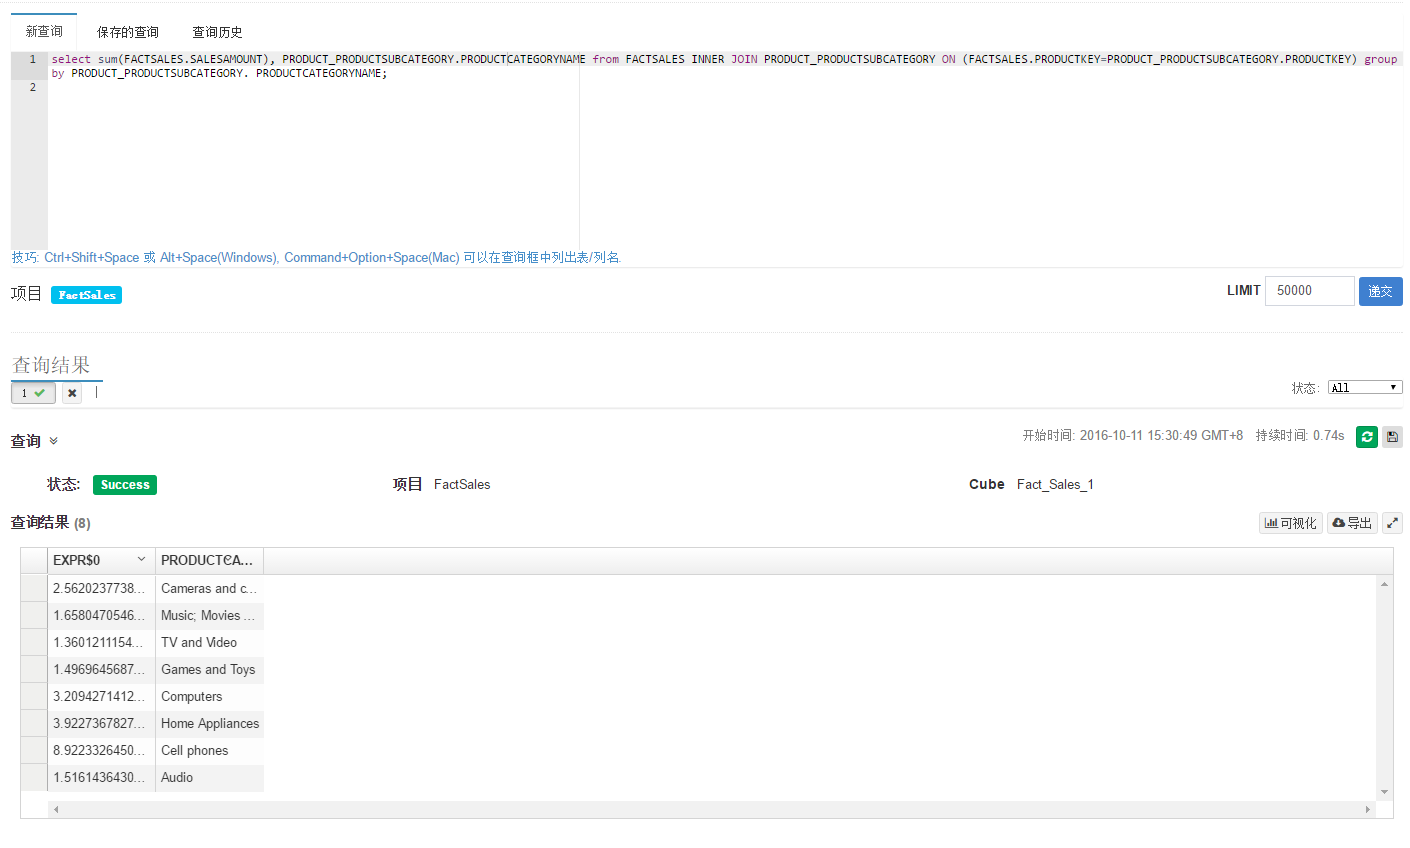 新查询 保存的查询 查询历史
1 select sum(FACTSALES.SALESAMOUNT), PRODUCT_PRODUCTSUBCATEGORY.PRODUCTCATEGORYNAME from FACTSALES INNER JOIN PRODUCT_PRODUCTSUBCATEGORY ON (FACTSALES.PRODUCTKEY=PRODUCT_PRODUCTSUBCATEGORY.PRODUCTKEY) group
by PRODUCT_PRODUCTSUBCATEGORY. PRODUCTCATEGORYNAME;
2
技巧: Ctrl+Shift+Space 或 Alt+Space(Windows), Command+Option+Space(Mac) 可以在查询框中列出表/列名.
项目 FactSales LIMIT 50000 递交
查询结果
1 状态: All
查询 开始时间: 2016-10-11 15:30:49 GMT+8 持续时间: 0.74s
状态: Success 项目 FactSales Cube Fact_Sales_1
查询结果 (8) 可视化 导出
EXPR$0 PRODUCTCA...
2.5620237738... Cameras and c...
1.6580470546... Music; Movies ...
1.3601211154... TV and Video
1.4969645687... Games and Toys
3.2094271412... Computers
3.9227367827... Home Appliances
8.9223326450... Cell phones
1.5161436430... Audio